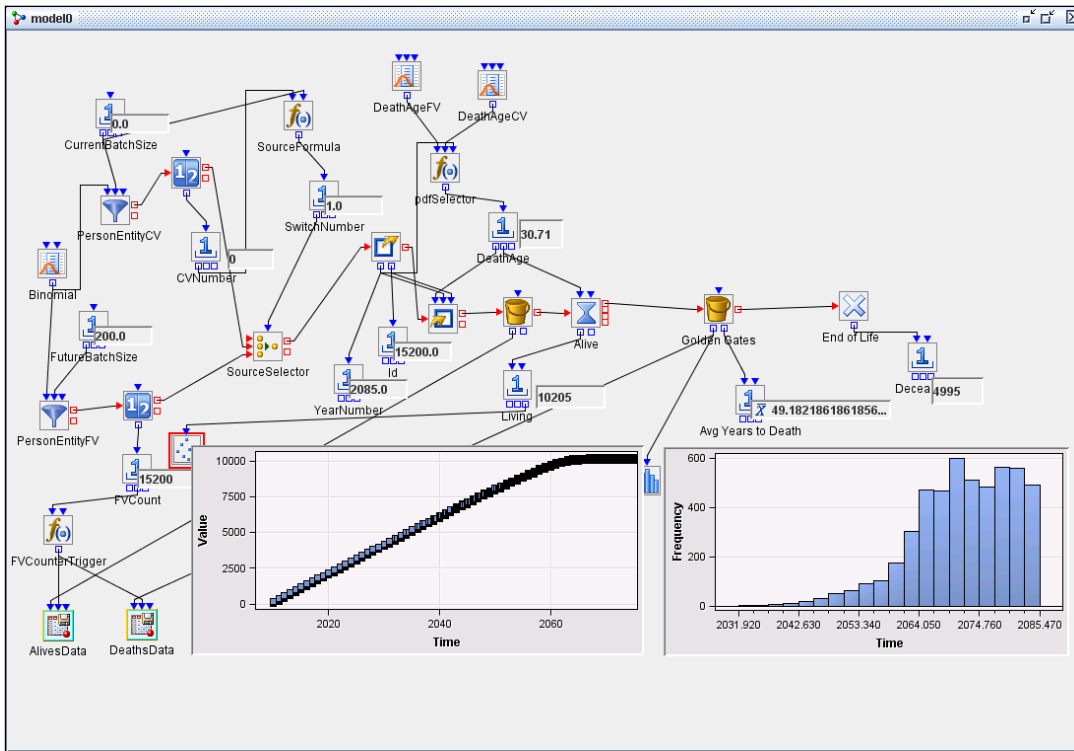 model0
DeathAgeFV
DeathAgeCV
0.0
CurrentBatchSize
SourceFormula
pdfSelector
1.0
SwitchNumber
PersonEntityCV
0
CVNumber
30.71
DeathAge
Binomial
200.0
FutureBatchSize
SourceSelector
15200.0
Id
2085.0
YearNumber
Alive
Golden Gates
End of Life
10205
Living
4995
49.1821861861856...
Avg Years to Death
PersonEntityFV
15200
FVCount
FVCounterTrigger
AlivesData
DeathsData
10000
7500
5000
2500
0
Value
2020
2040
2060
Time
600
400
200
0
Frequency
2031.920
2042.630
2053.340
2064.050
2074.760
2085.470
Time